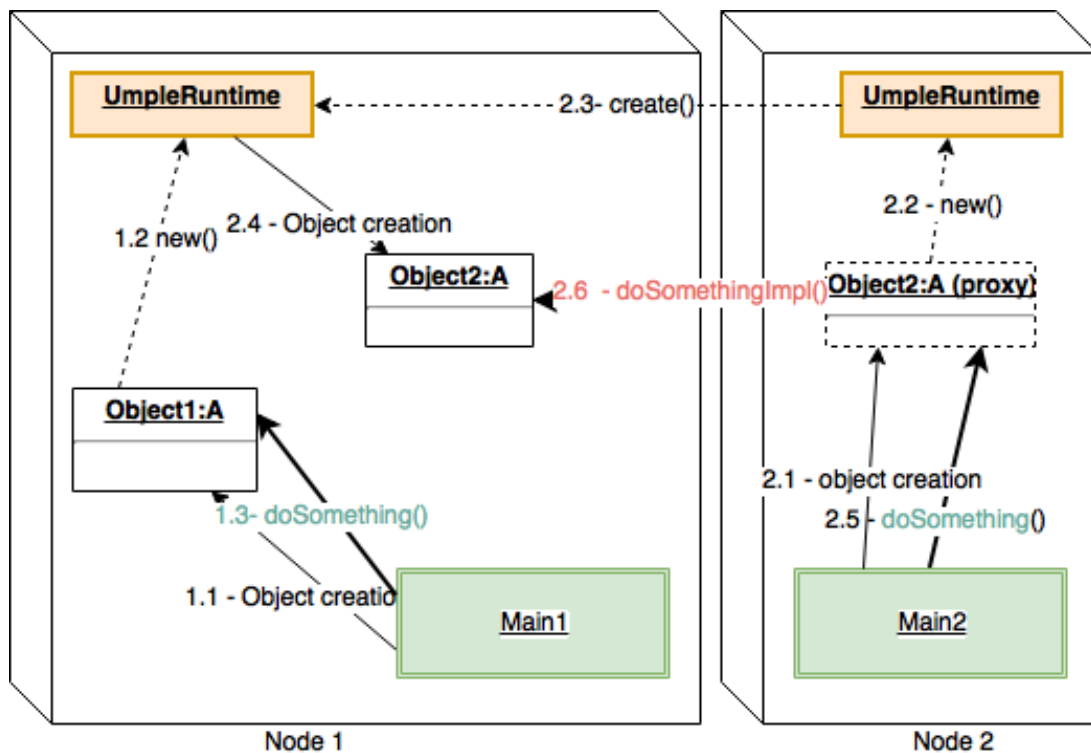 UmpleRuntime
UmpleRuntime
2.3- create()
1.2 new()
2.4 - Object creation
2.2 - new()
Object2:A
Object2:A (proxy)
2.6 - doSomethingImpl()
Object1:A
2.1 - object creation
1.3- doSomething()
2.5 - doSomething()
1.1 - Object creatio
Main1
Main2
Node 1
Node 2